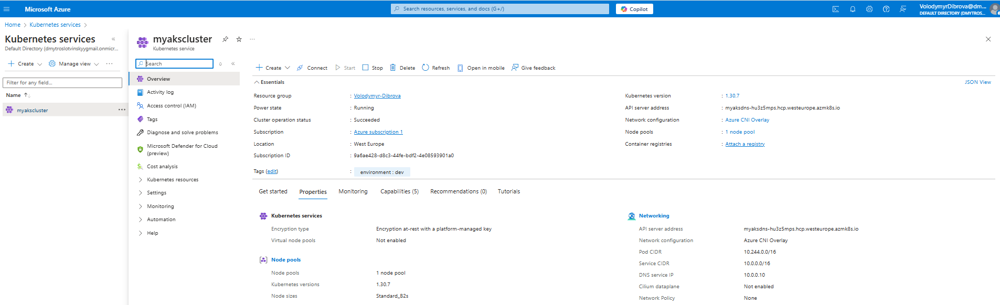 Microsoft Azure
Search resources, services, and docs (G+/)
Copilot
VolodymyrDibrova@dm...
DEFAULT DIRECTORY (DMYTROS...
Home > Kubernetes services >
Kubernetes services «
Default Directory (dmytroslotvinskyygmail.onmicr...
Create Manage view ...
Filter for any field...
Name ↑↓
myakscluster ...
myakscluster ...
Kubernetes service
Search
Overview
Activity log
Access control (IAM)
Tags
Diagnose and solve problems
Microsoft Defender for Cloud
(preview)
Cost analysis
Kubernetes resources
Settings
Monitoring
Automation
Help
Create Connect Start Stop Delete Refresh Open in mobile Give feedback
Essentials
JSON View
Resource group : Volodymyr-Dibrova
Power state : Running
Cluster operation status : Succeeded
Subscription : Azure subscription 1
Location : West Europe
Subscription ID : 9a6ae428-d8c3-44fe-bdf2-4e08593901a0
Tags (edit) : environment : dev
Kubernetes version : 1.30.7
API server address : myaksdns-hu3z5mps.hcp.westeurope.azmk8s.io
Network configuration : Azure CNI Overlay
Node pools : 1 node pool
Container registries : Attach a registry
Get started Properties Monitoring Capabilities (5) Recommendations (0) Tutorials
Kubernetes services
Encryption type Encryption at-rest with a platform-managed key
Virtual node pools Not enabled
Node pools
Node pools 1 node pool
Kubernetes versions 1.30.7
Node sizes Standard_B2s
Networking
API server address myaksdns-hu3z5mps.hcp.westeurope.azmk8s.io
Network configuration Azure CNI Overlay
Pod CIDR 10.244.0.0/16
Service CIDR 10.0.0.0/16
DNS service IP 10.0.0.10
Cilium dataplane Not enabled
Network Policy None